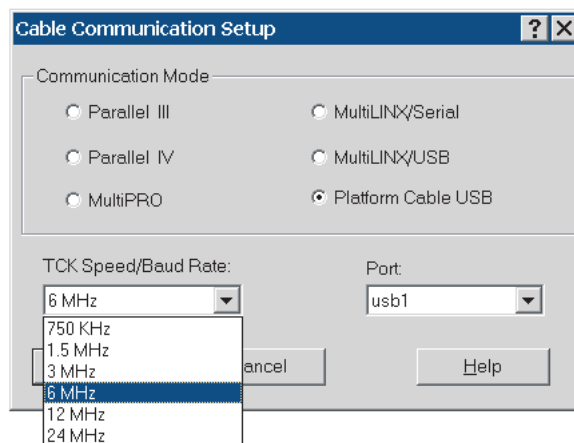 Cable Communication Setup
Communication Mode
Parallel III
MultiLINX/Serial
Parallel IV
MultiLINX/USB
MultiPRO
Platform Cable USB
TCK Speed/Baud Rate:
Port:
6 MHz
usb1
750 KHz
1.5 MHz
3 MHz
6 MHz
12 MHz
24 MHz
Help